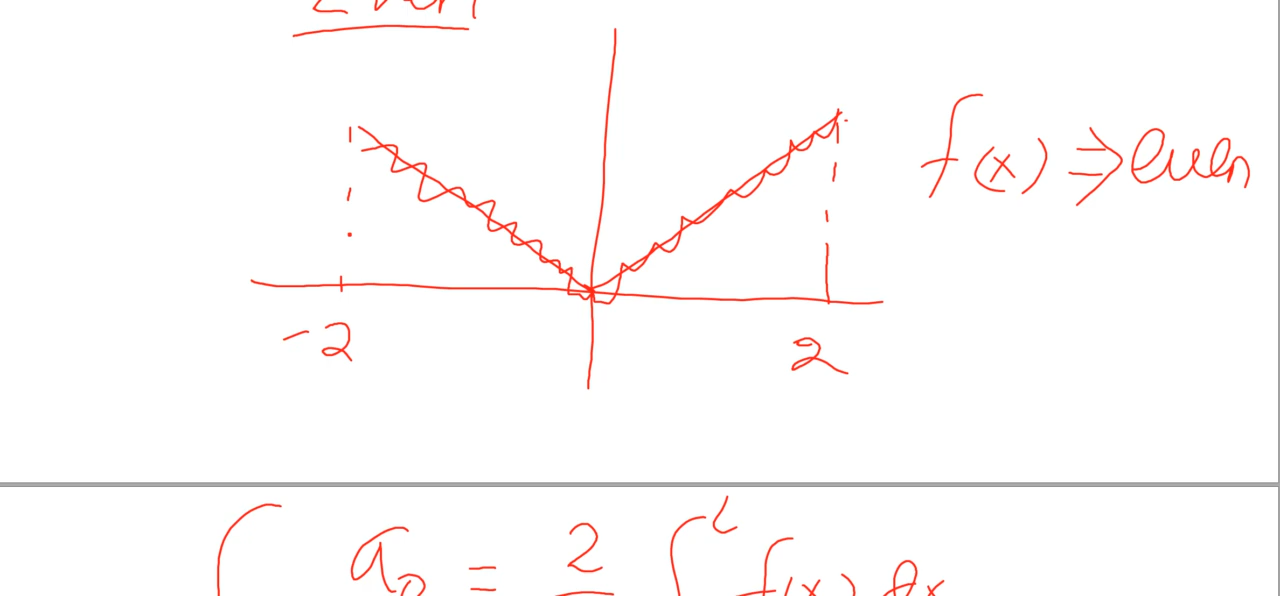 f(x) ⇒ even
-2 2
a₀ = 2 ∫ᴸ f(x) dx